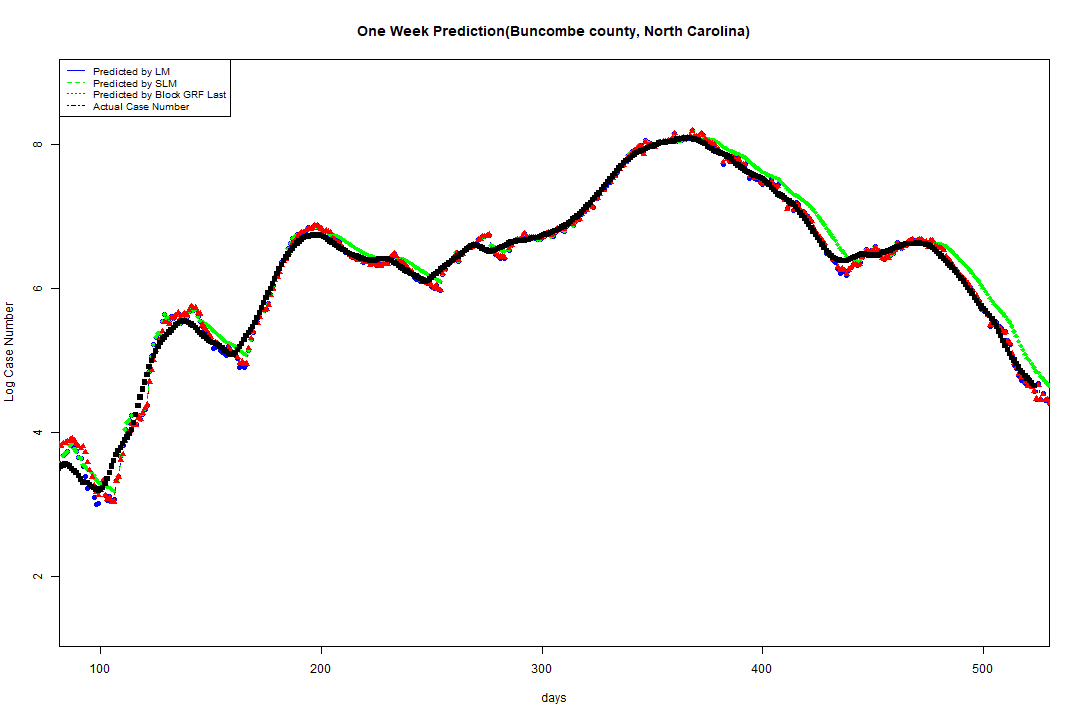 One Week Prediction(Buncombe county, North Carolina)
Predicted by LM
Predicted by SLM
Predicted by Block GRF Last
Actual Case Number
Log Case Number
8
6
4
2
100 200 300 400 500
days